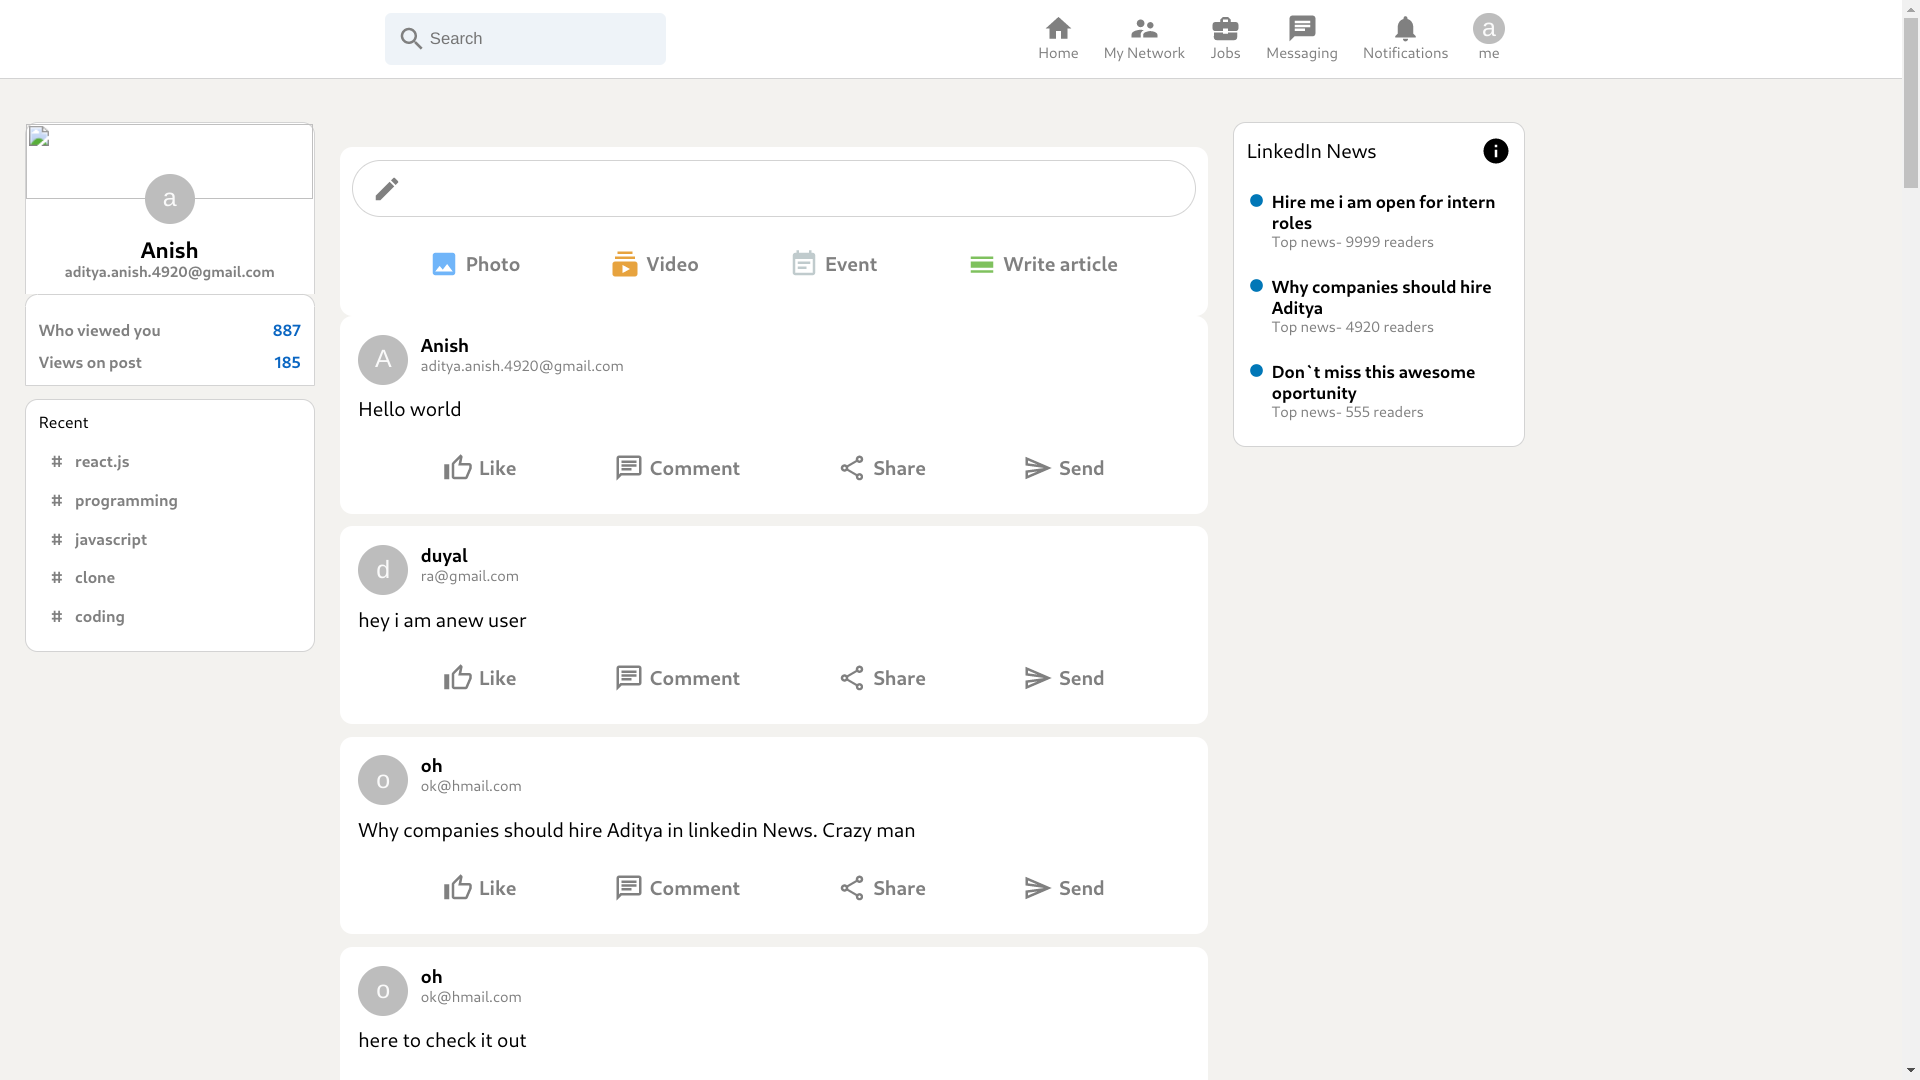 Search
Home
My Network
Jobs
Messaging
Notifications
a
me
a
Anish
aditya.anish.4920@gmail.com
Who viewed you 887
Views on post 185
Recent
# react.js
# programming
# javascript
# clone
# coding
Photo
Video
Event
Write article
A
Anish
aditya.anish.4920@gmail.com
Hello world
Like Comment Share Send
d
duyal
ra@gmail.com
hey i am anew user
Like Comment Share Send
o
oh
ok@hmail.com
Why companies should hire Aditya in linkedin News. Crazy man
Like Comment Share Send
o
oh
ok@hmail.com
here to check it out
LinkedIn News
Hire me i am open for intern
roles
Top news- 9999 readers
Why companies should hire
Aditya
Top news- 4920 readers
Don`t miss this awesome
oportunity
Top news- 555 readers